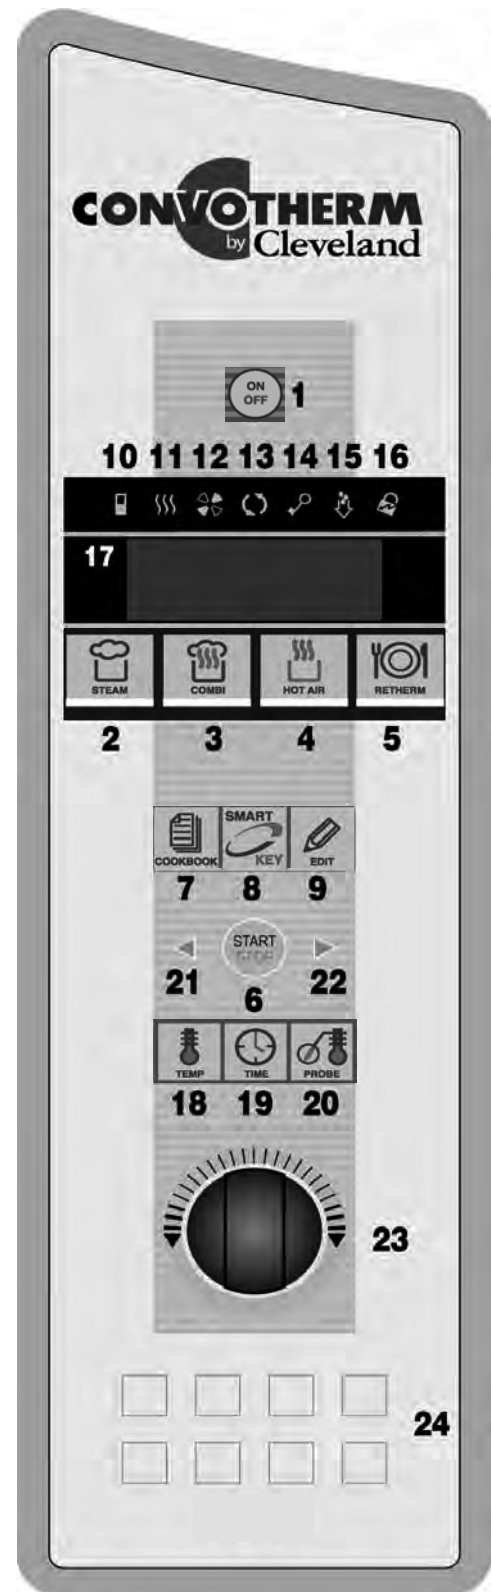 CONVOTHERM
by Cleveland
ON
OFF
1
10 11 12 13 14 15 16
17
STEAM COMBI HOT AIR RETHERM
2 3 4 5
SMART
COOKBOOK KEY EDIT
7 8 9
START
STOP
21 22
6
TEMP TIME PROBE
18 19 20
23
24